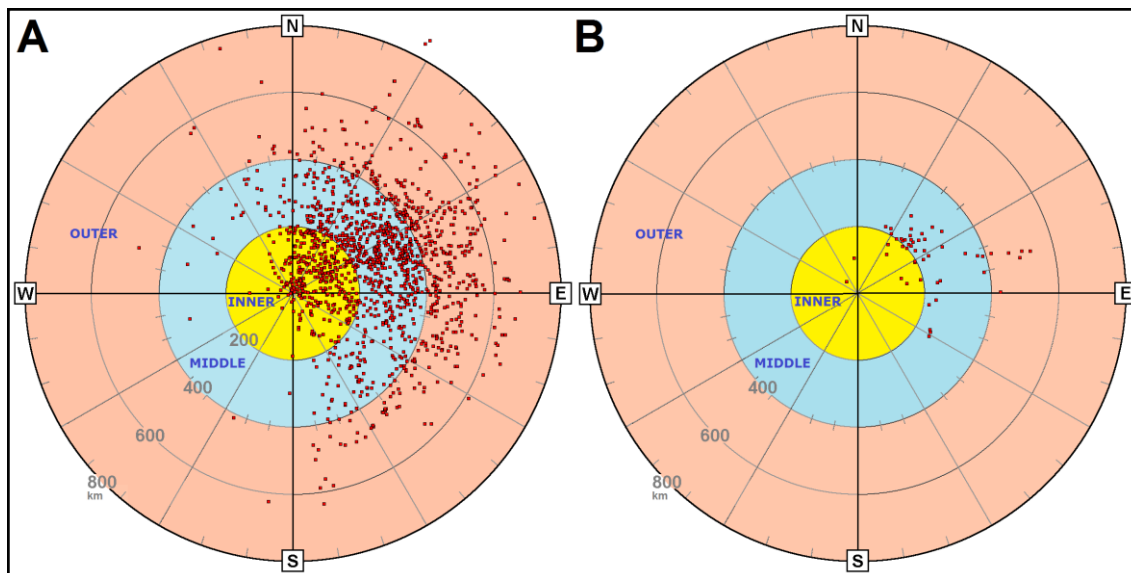 A
N
OUTER
W
E
INNER
200
MIDDLE
400
600
800
km
S
B
N
OUTER
W
E
INNER
MIDDLE
400
600
800
km
S